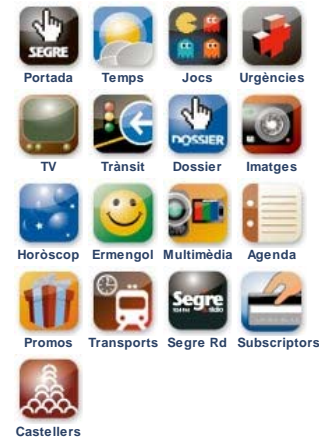 SEGRE
Portada Temps Jocs Urgències
DOSSIER
TV Trànsit Dossier Imatges
Horòscop Ermengol Multimèdia Agenda
Segre
ràdio
Promos Transports Segre Rd Subscriptors
Castellers